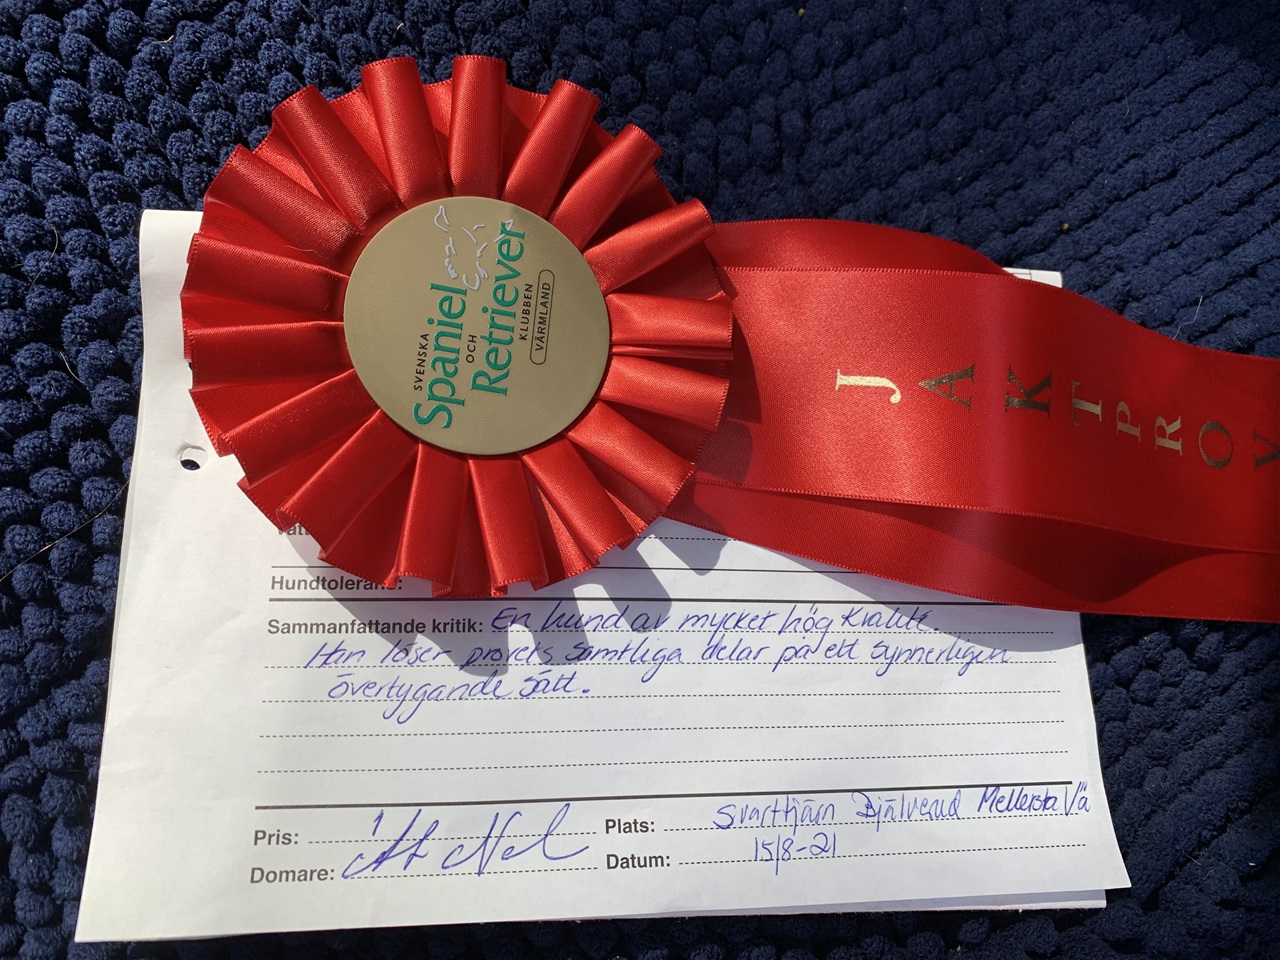 SVENSKA
Spaniel
OCH
Retriever
KLUBBEN
VÄRMLAND
JAKTPROV
Hundtolerans:
Sammanfattande kritik: En hund av mycket hög kvalité.
Han löser provets samtliga delar på ett synnerligen
övertygande sätt.
Pris: 1
Plats: Svarttjärn Bjälverud Mellersta Vä
Domare:
Datum: 15/8-21